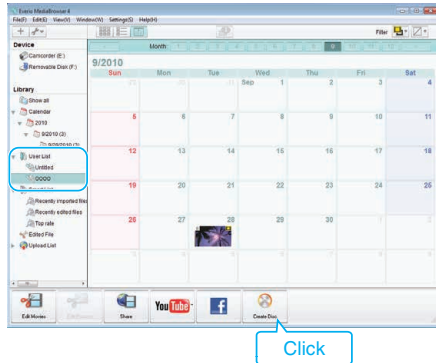 Everio MediaBrowser 4
File(F) Edit(E) View(V) Window(W) Settings(S) Help(H)
Filter
Device
Camcorder (E:)
Removable Disk (F:)
Library
Show all
Calendar
2010
9/2010 (3)
User List
Untitled
OOOO
Recently imported files
Recently edited files
Top rate
Edited File
Upload List
Month
9
9/2010
Sun Mon Tue Wed Thu Fri Sat
Sep 1 2 3 4
5 6 7 8 9 10 11
12 13 14 15 16 17 18
19 20 21 22 23 24 25
26 27 28 29 30
Edit Movies
Share
YouTube
f
Create Disc
Click